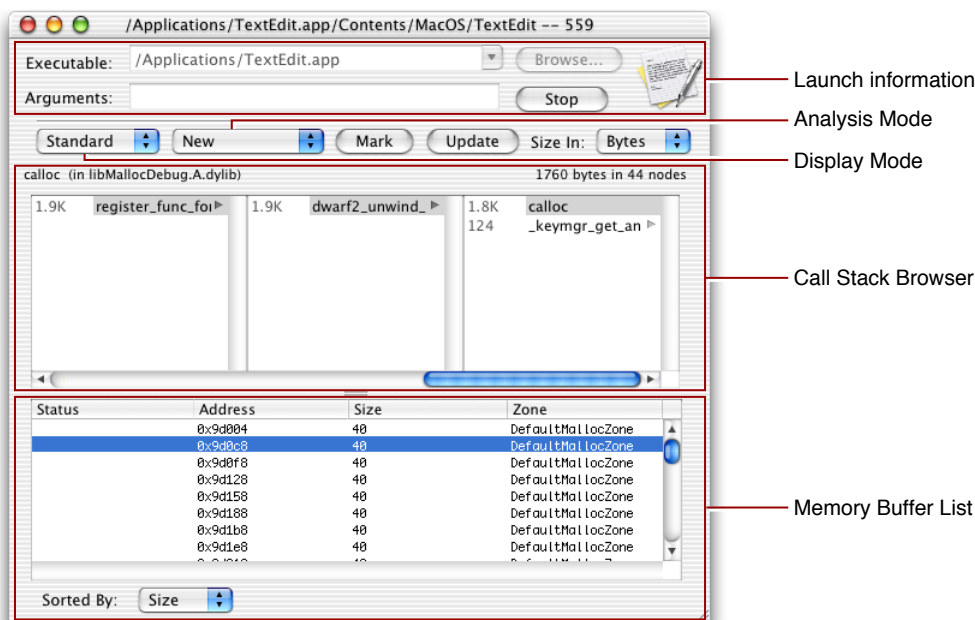 /Applications/TextEdit.app/Contents/MacOS/TextEdit -- 559
Executable: /Applications/TextEdit.app Browse...
Launch information
Arguments: Stop
Analysis Mode
Standard New Mark Update Size In: Bytes
Display Mode
calloc (in libMallocDebug.A.dylib) 1760 bytes in 44 nodes
1.9K register_func_for 1.9K dwarf2_unwind_ 1.8K calloc
124 _keymgr_get_an
Call Stack Browser
Status Address Size Zone
0x9d004 40 DefaultMallocZone
0x9d0c8 40 DefaultMallocZone
0x9d0f8 40 DefaultMallocZone
0x9d128 40 DefaultMallocZone
0x9d158 40 DefaultMallocZone
0x9d188 40 DefaultMallocZone
Memory Buffer List
0x9d1b8 40 DefaultMallocZone
0x9d1e8 40 DefaultMallocZone
Sorted By: Size